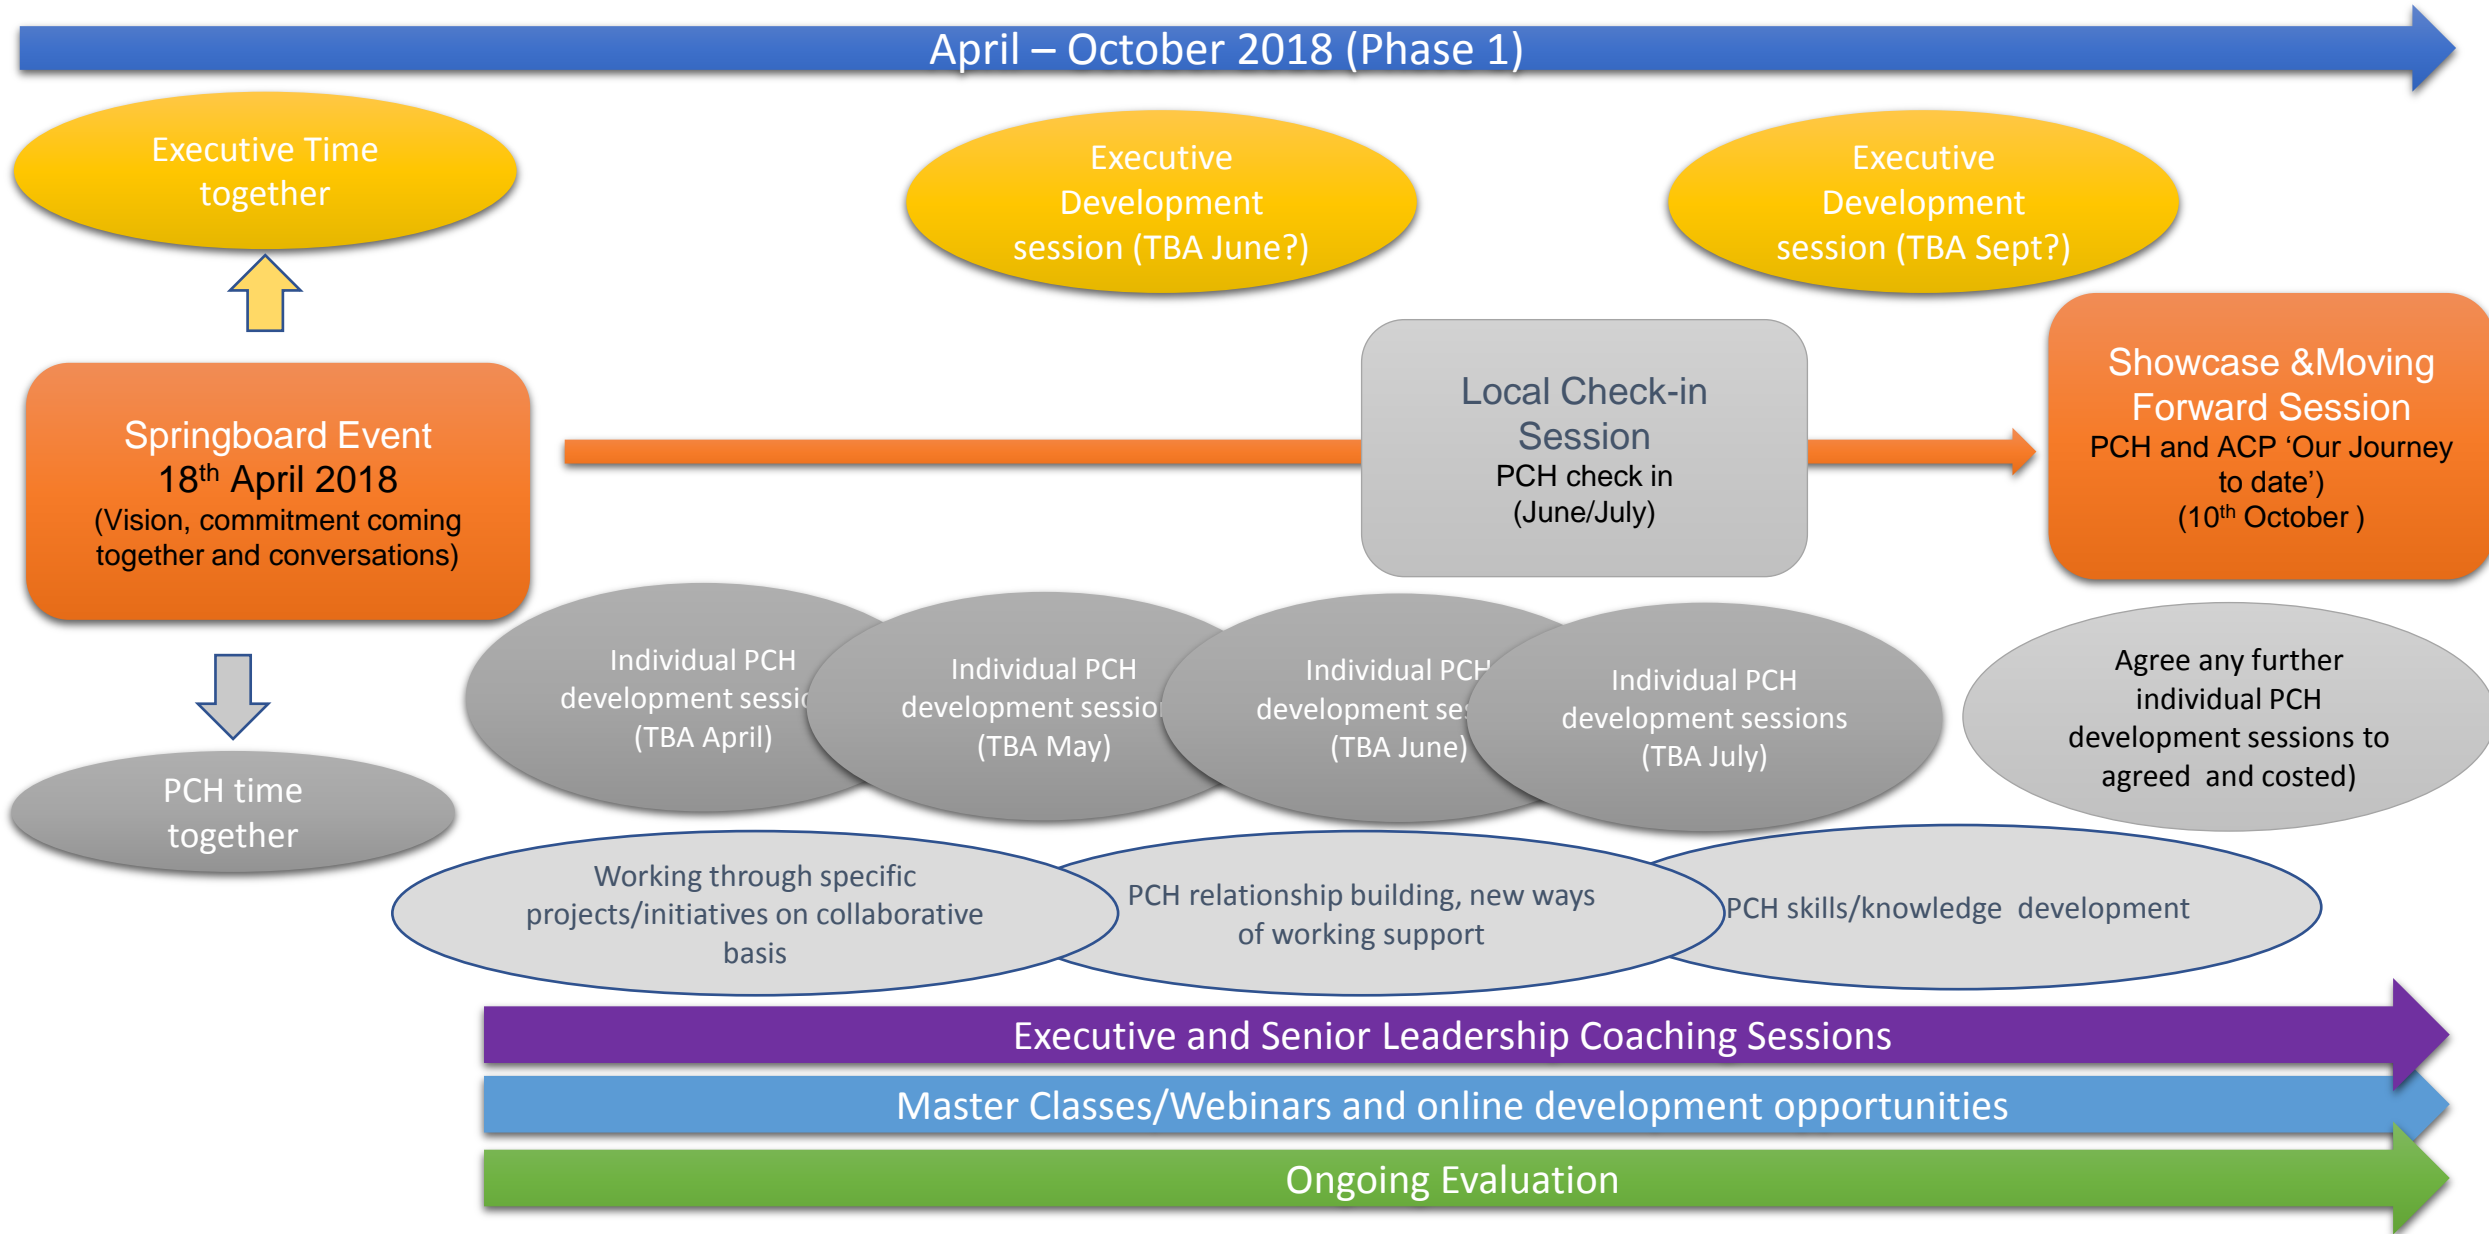 April – October 2018 (Phase 1)
Executive Time
together
Executive
Development
session (TBA June?)
Executive
Development
session (TBA Sept?)
Springboard Event
18th April 2018
(Vision, commitment coming
together and conversations)
Local Check-in
Session
PCH check in
(June/July)
Showcase &Moving
Forward Session
PCH and ACP ‘Our Journey
to date’)
(10th October )
PCH time
together
Individual PCH
development
(TBA April)
Individual PCH
development
(TBA May)
Individual PCH
development
(TBA June)
Individual PCH
development sessions
(TBA July)
Agree any further
individual PCH
development sessions to
agreed and costed)
Working through specific
projects/initiatives on collaborative
basis
PCH relationship building, new ways
of working support
PCH skills/knowledge development
Executive and Senior Leadership Coaching Sessions
Master Classes/Webinars and online development opportunities
Ongoing Evaluation